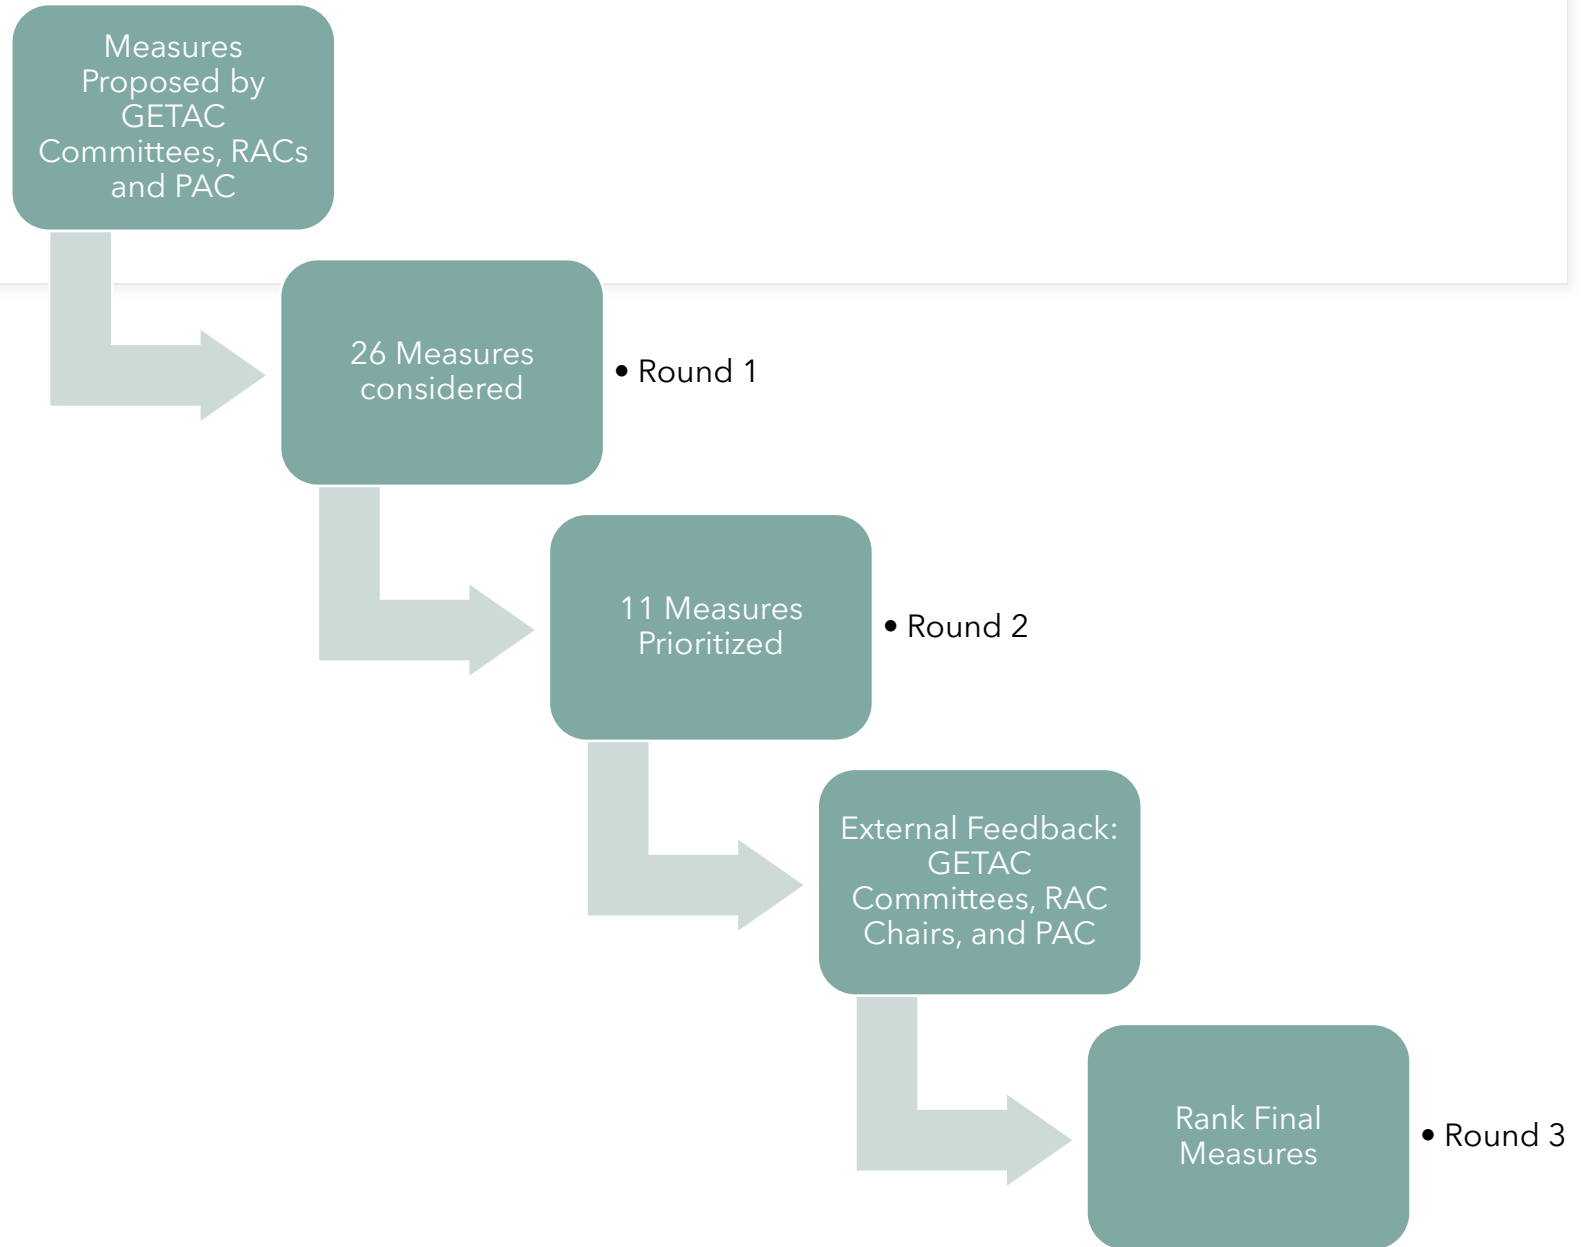 Measures
Proposed by
GETAC
Committees, RACs
and PAC
26 Measures
considered
• Round 1
11 Measures
Prioritized
• Round 2
External Feedback:
GETAC
Committees, RAC
Chairs, and PAC
Rank Final
Measures
• Round 3